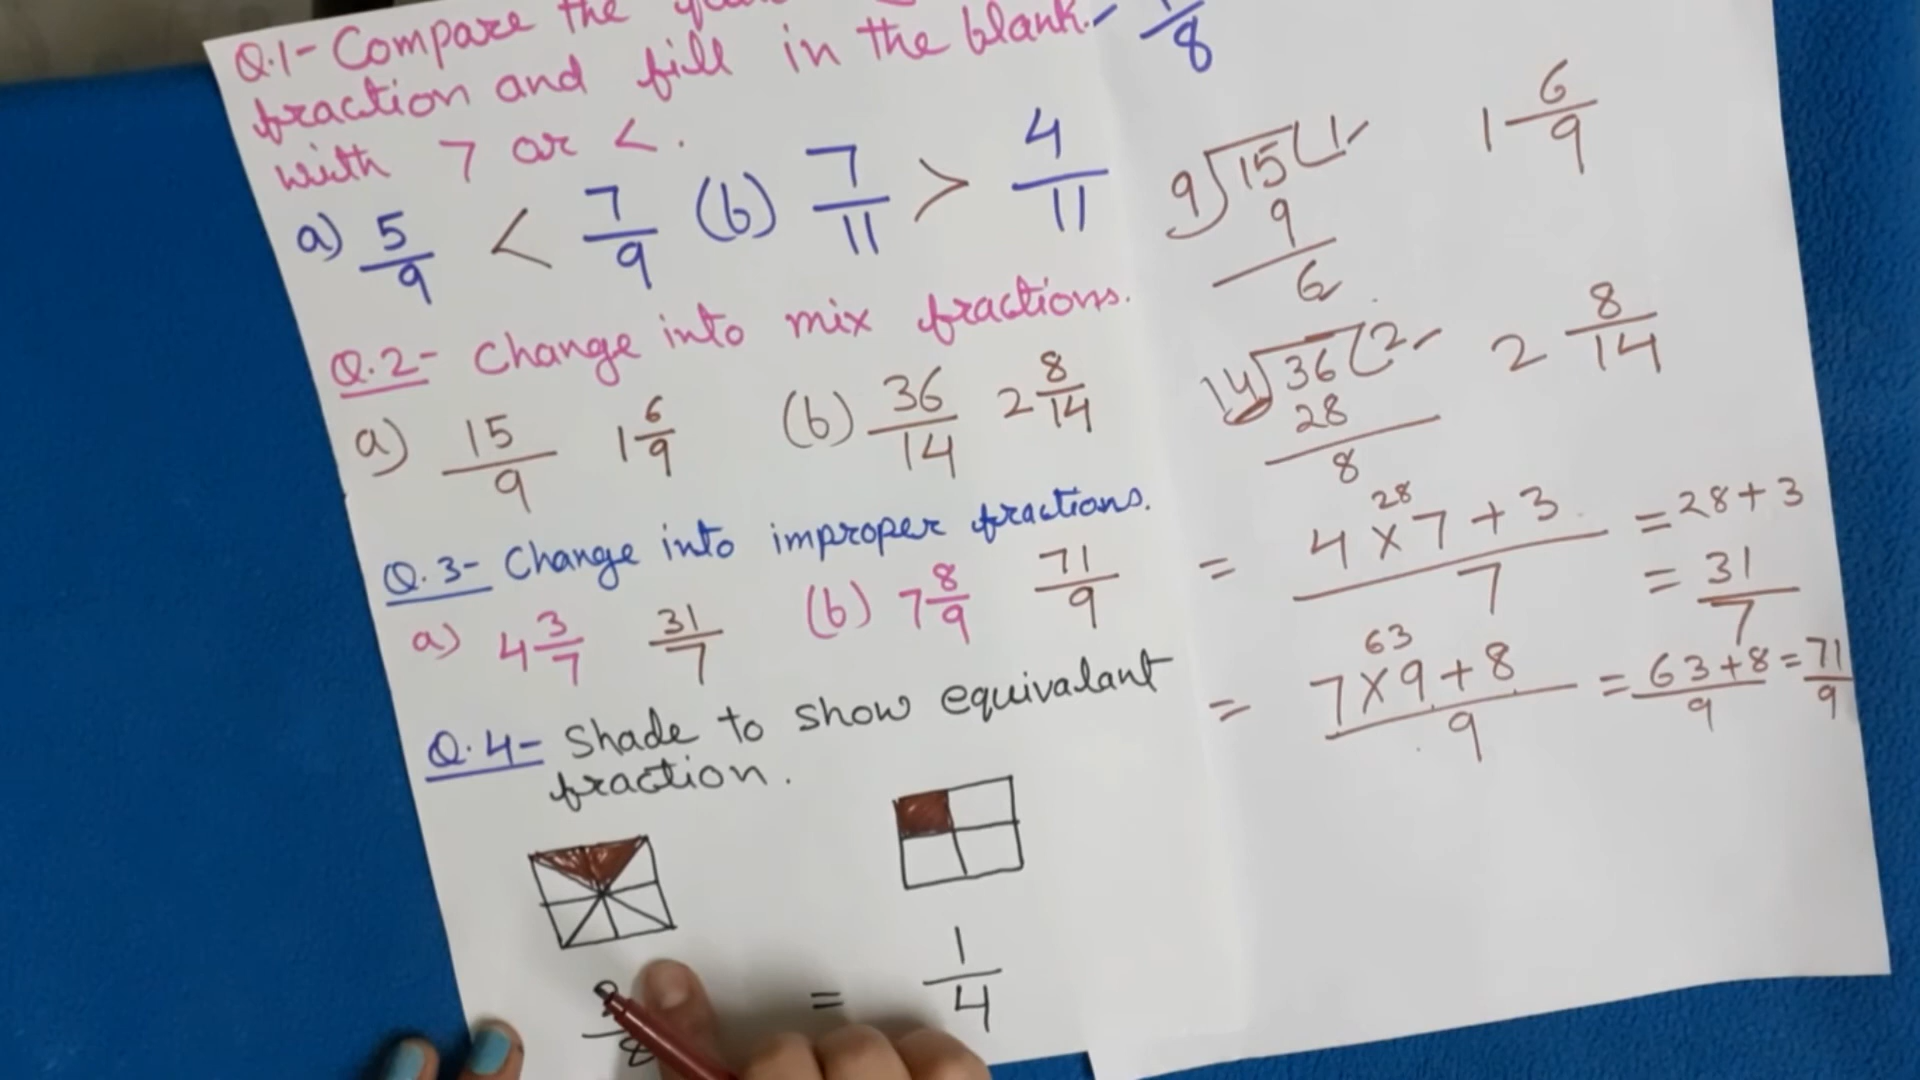 Q.1- Compare the
fraction and fill in the blank.
with 7 or <.
a) 5/9 < 7/9 (b) 7/11 > 4/11
Q.2- Change into mix fractions.
a) 15/9 1 6/9 (b) 36/14 2 8/14
Q.3- Change into improper fractions.
a) 4 3/7 31/7 (b) 7 8/9 71/9
Q.4- Shade to show equivalant
fraction.
/8 = 1/4
/8
9)15(1
9
6
1 6/9
14)36(2
28
8
2 8/14
28
= 4×7+3/7 = 28+3
= 31/7
63
= 7×9+8/9 = 63+8/9 = 71/9